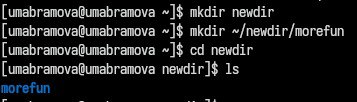 [umabramova@umabramova ~]$ mkdir newdir
[umabramova@umabramova ~]$ mkdir ~/newdir/morefun
[umabramova@umabramova ~]$ cd newdir
[umabramova@umabramova newdir]$ ls
morefun